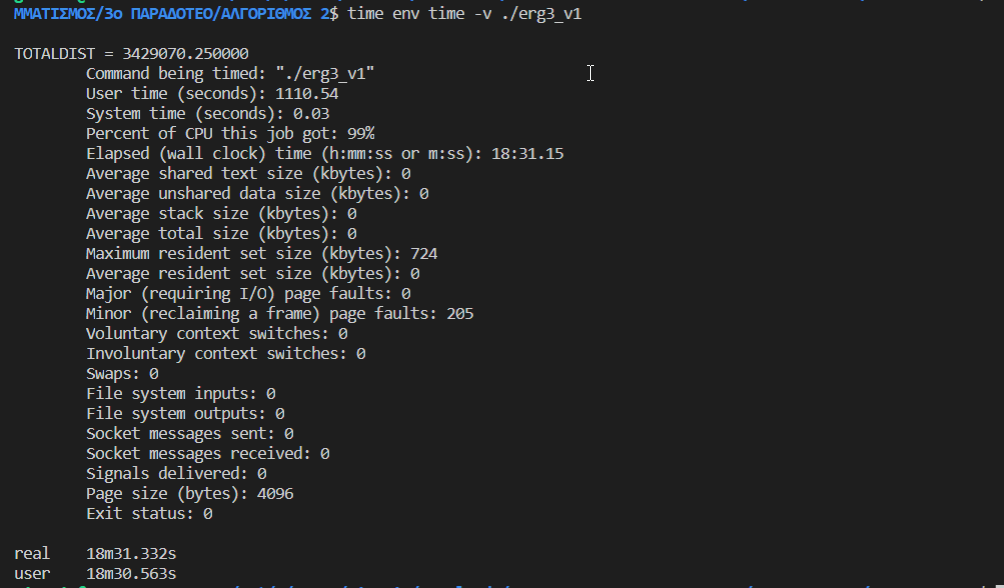 ΜΜΑΤΙΣΜΟΣ/3ο ΠΑΡΑΔΟΤΕΟ/ΑΛΓΟΡΙΘΜΟΣ 2$ time env time -v ./erg3_v1
TOTALDIST = 3429070.250000
Command being timed: "./erg3_v1"
User time (seconds): 1110.54
System time (seconds): 0.03
Percent of CPU this job got: 99%
Elapsed (wall clock) time (h:mm:ss or m:ss): 18:31.15
Average shared text size (kbytes): 0
Average unshared data size (kbytes): 0
Average stack size (kbytes): 0
Average total size (kbytes): 0
Maximum resident set size (kbytes): 724
Average resident set size (kbytes): 0
Major (requiring I/O) page faults: 0
Minor (reclaiming a frame) page faults: 205
Voluntary context switches: 0
Involuntary context switches: 0
Swaps: 0
File system inputs: 0
File system outputs: 0
Socket messages sent: 0
Socket messages received: 0
Signals delivered: 0
Page size (bytes): 4096
Exit status: 0
real 18m31.332s
user 18m30.563s